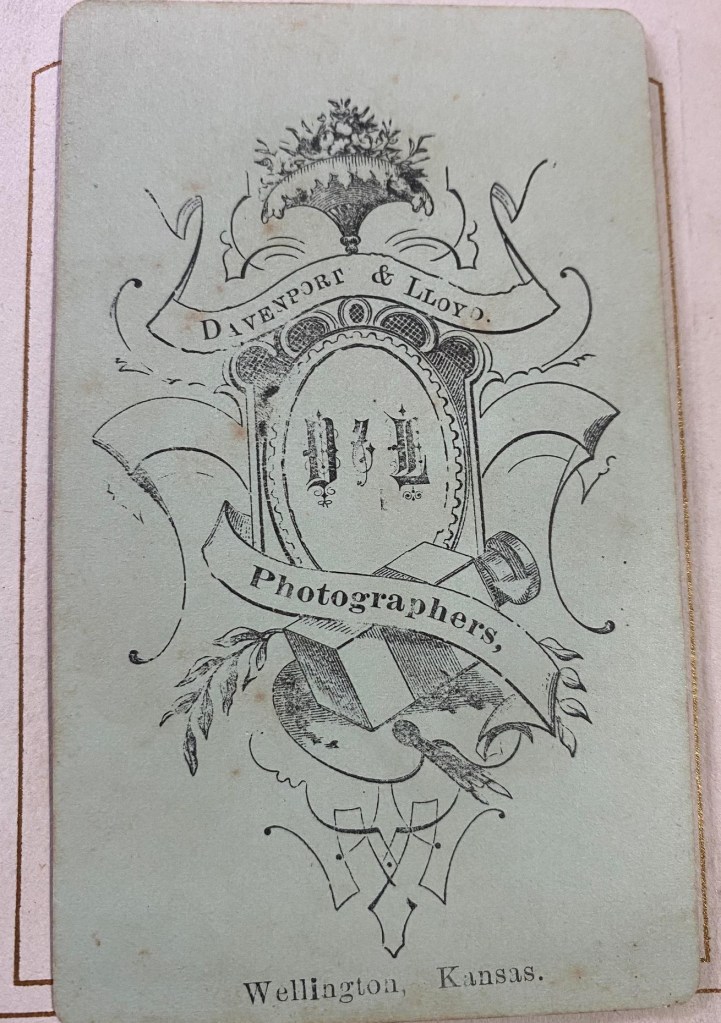 DAVENPORT & LLOYD.
D & L
Photographers,
Wellington, Kansas.